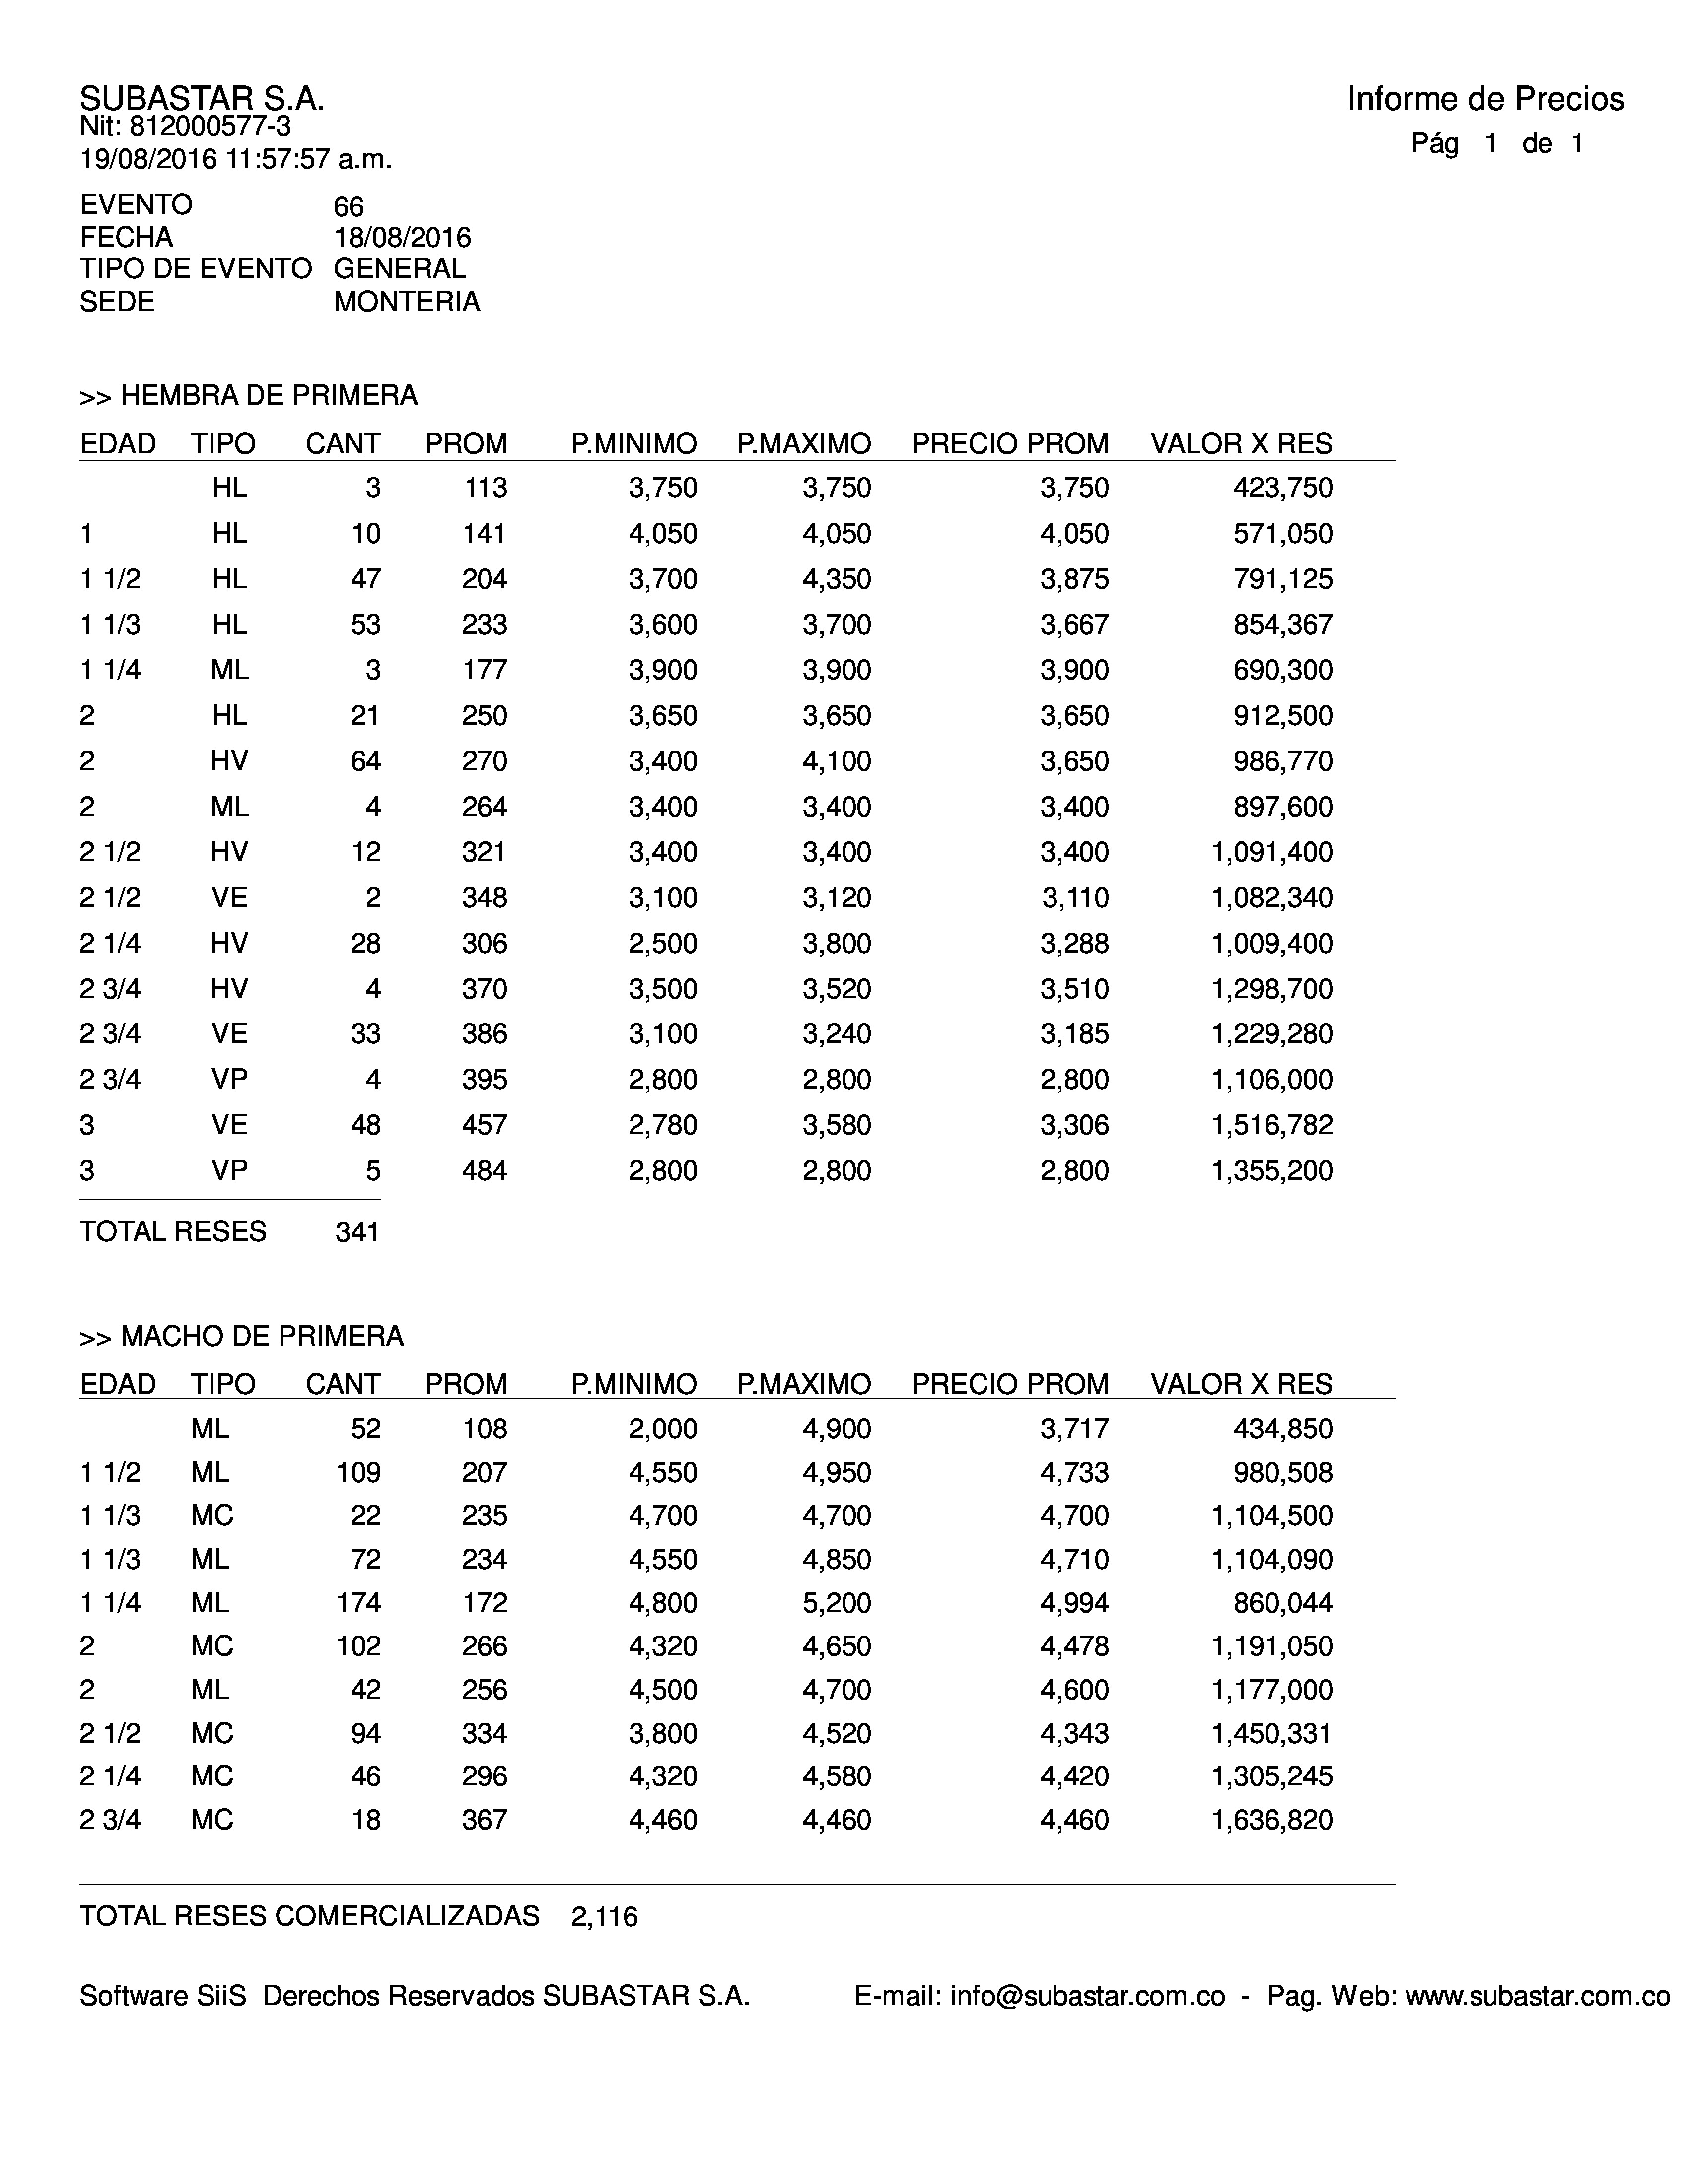 SUBASTAR S.A.
Informe de Precios
Nit: 812000577-3
Pág 1 de 1
19/08/2016 11:57:57 a.m.
EVENTO 66
FECHA 18/08/2016
TIPO DE EVENTO GENERAL
SEDE MONTERIA
>> HEMBRA DE PRIMERA
EDAD TIPO CANT PROM P.MINIMO P.MAXIMO PRECIO PROM VALOR X RES
HL 3 113 3,750 3,750 3,750 423,750
1 HL 10 141 4,050 4,050 4,050 571,050
1 1/2 HL 47 204 3,700 4,350 3,875 791,125
1 1/3 HL 53 233 3,600 3,700 3,667 854,367
1 1/4 ML 3 177 3,900 3,900 3,900 690,300
2 HL 21 250 3,650 3,650 3,650 912,500
2 HV 64 270 3,400 4,100 3,650 986,770
2 ML 4 264 3,400 3,400 3,400 897,600
2 1/2 HV 12 321 3,400 3,400 3,400 1,091,400
2 1/2 VE 2 348 3,100 3,120 3,110 1,082,340
2 1/4 HV 28 306 2,500 3,800 3,288 1,009,400
2 3/4 HV 4 370 3,500 3,520 3,510 1,298,700
2 3/4 VE 33 386 3,100 3,240 3,185 1,229,280
2 3/4 VP 4 395 2,800 2,800 2,800 1,106,000
3 VE 48 457 2,780 3,580 3,306 1,516,782
3 VP 5 484 2,800 2,800 2,800 1,355,200
TOTAL RESES 341
>> MACHO DE PRIMERA
EDAD TIPO CANT PROM P.MINIMO P.MAXIMO PRECIO PROM VALOR X RES
ML 52 108 2,000 4,900 3,717 434,850
1 1/2 ML 109 207 4,550 4,950 4,733 980,508
1 1/3 MC 22 235 4,700 4,700 4,700 1,104,500
1 1/3 ML 72 234 4,550 4,850 4,710 1,104,090
1 1/4 ML 174 172 4,800 5,200 4,994 860,044
2 MC 102 266 4,320 4,650 4,478 1,191,050
2 ML 42 256 4,500 4,700 4,600 1,177,000
2 1/2 MC 94 334 3,800 4,520 4,343 1,450,331
2 1/4 MC 46 296 4,320 4,580 4,420 1,305,245
2 3/4 MC 18 367 4,460 4,460 4,460 1,636,820
TOTAL RESES COMERCIALIZADAS 2,116
Software SiiS Derechos Reservados SUBASTAR S.A. E-mail: info@subastar.com.co - Pag. Web: www.subastar.com.co